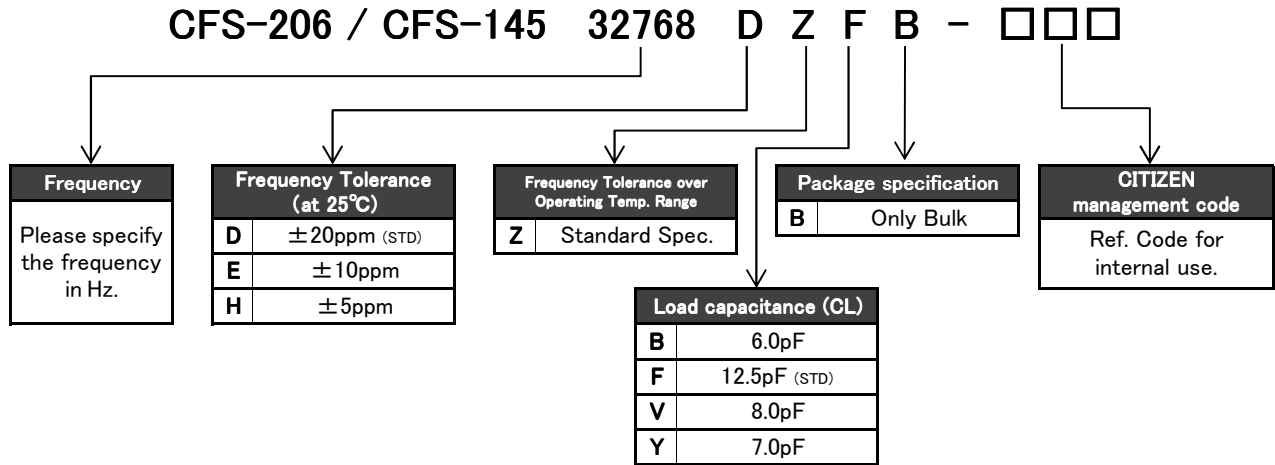 CFS-206 / CFS-145 32768 D Z F B - □□□
Frequency
Please specify
the frequency
in Hz.
Frequency Tolerance
(at 25℃)
D ±20ppm (STD)
E ±10ppm
H ±5ppm
Frequency Tolerance over
Operating Temp. Range
Z Standard Spec.
Load capacitance (CL)
B 6.0pF
F 12.5pF (STD)
V 8.0pF
Y 7.0pF
Package specification
B Only Bulk
CITIZEN
management code
Ref. Code for
internal use.